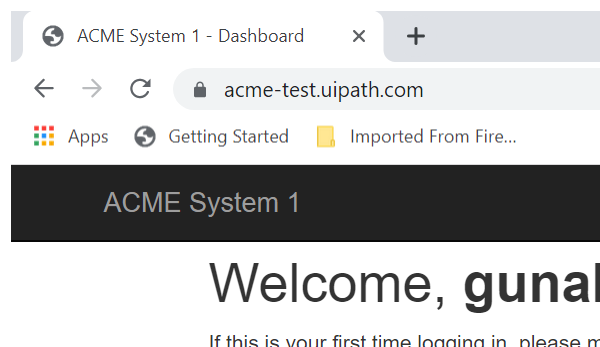 ACME System 1 - Dashboard
acme-test.uipath.com
Apps Getting Started Imported From Fire...
ACME System 1
Welcome, gunal
If this is your first time logging in, please m